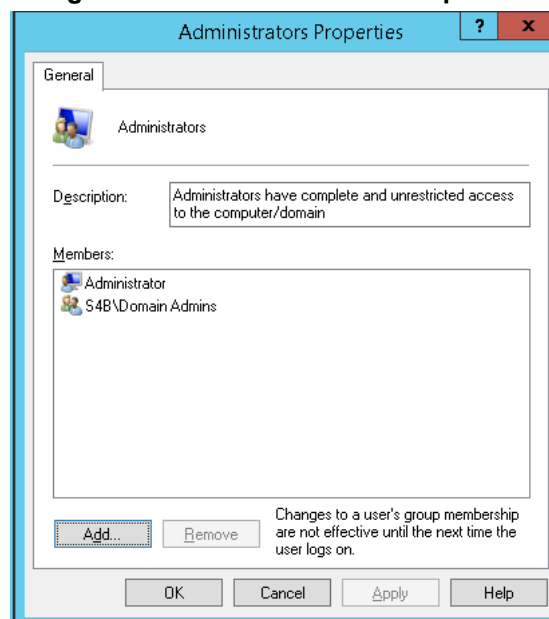 Administrators Properties
? x
General
Administrators
Description:
Administrators have complete and unrestricted access
to the computer/domain
Members:
Administrator
S4B\Domain Admins
Add...
Remove
Changes to a user's group membership
are not effective until the next time the
user logs on.
OK
Cancel
Apply
Help